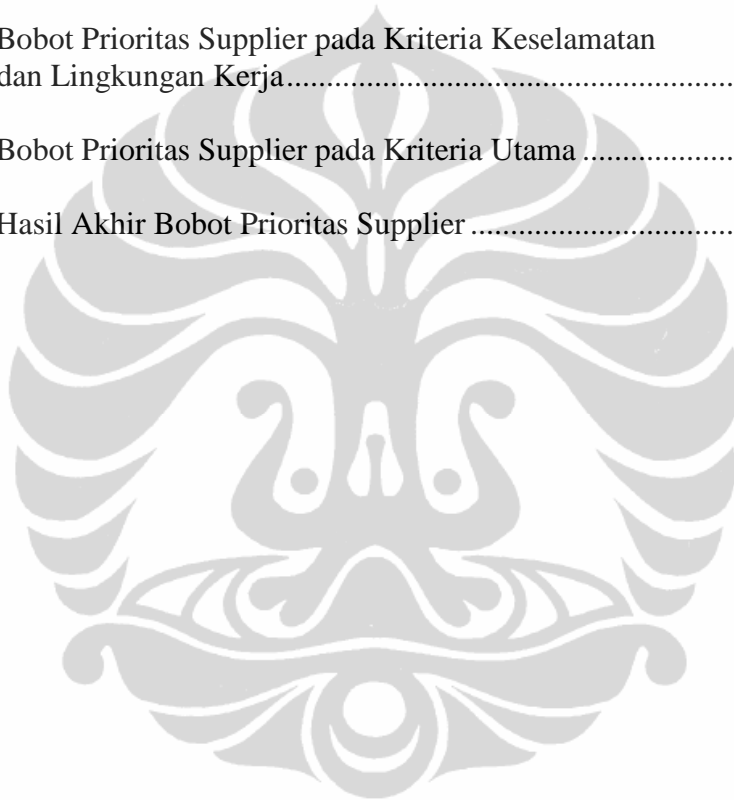 Bobot Prioritas Supplier pada Kriteria Keselamatan
dan Lingkungan Kerja.......................................................
Bobot Prioritas Supplier pada Kriteria Utama ...................
Hasil Akhir Bobot Prioritas Supplier .................................